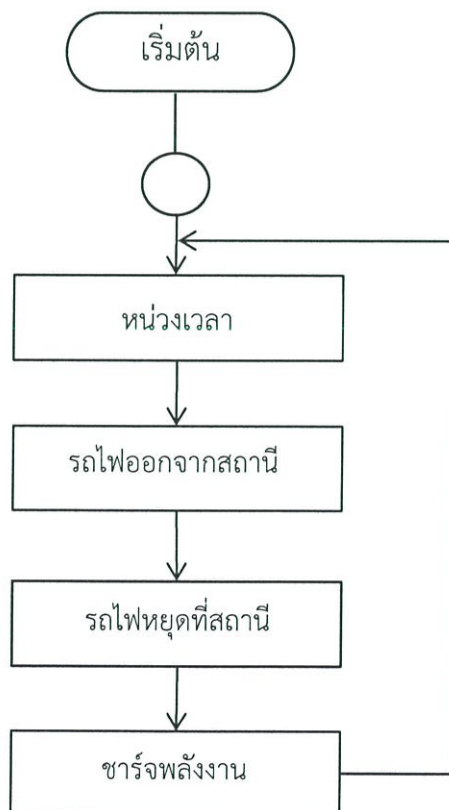 เริ่มต้น
หน่วงเวลา
รถไฟออกจากสถานี
รถไฟหยุดที่สถานี
ชาร์จพลังงาน